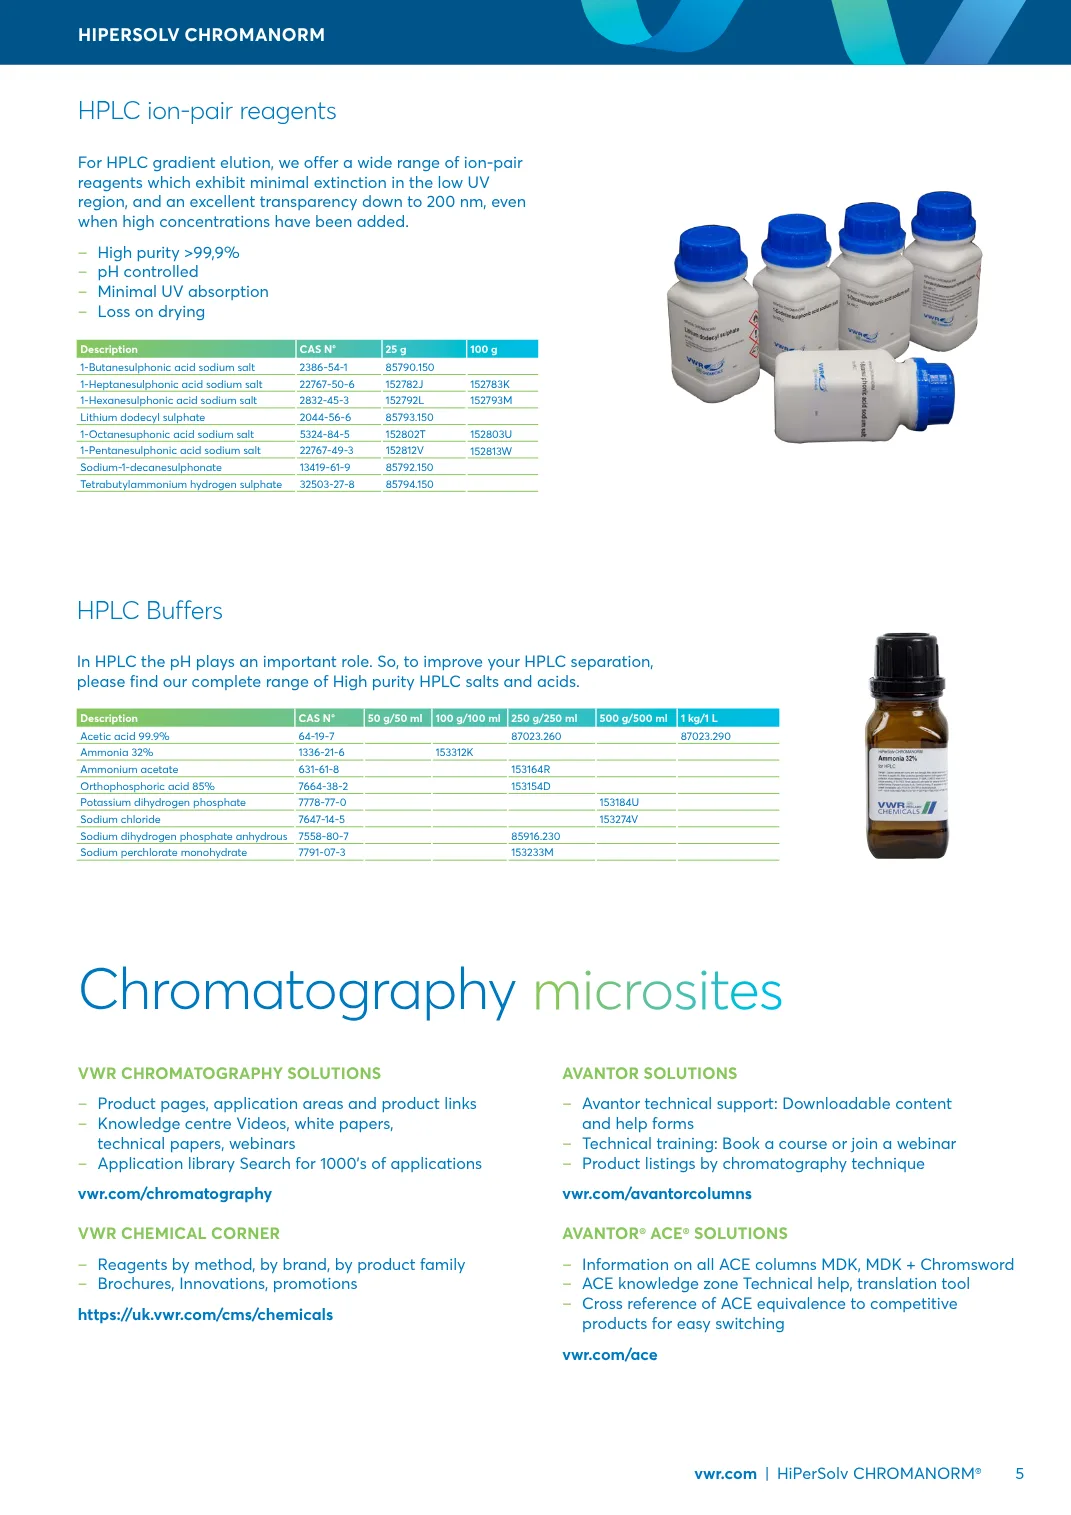 HIPERSOLV CHROMANORM
HPLC ion-pair reagents
For HPLC gradient elution, we offer a wide range of ion-pair
reagents which exhibit minimal extinction in the low UV
region, and an excellent transparency down to 200 nm, even
when high concentrations have been added.
– High purity >99,9%
– pH controlled
– Minimal UV absorption
– Loss on drying
Description CAS N° 25 g 100 g
1-Butanesulphonic acid sodium salt 2386-54-1 85790.150
1-Heptanesulphonic acid sodium salt 22767-50-6 152782J 152783K
1-Hexanesulphonic acid sodium salt 2832-45-3 152792L 152793M
Lithium dodecyl sulphate 2044-56-6 85793.150
1-Octanesuphonic acid sodium salt 5324-84-5 152802T 152803U
1-Pentanesulphonic acid sodium salt 22767-49-3 152812V 152813W
Sodium-1-decanesulphonate 13419-61-9 85792.150
Tetrabutylammonium hydrogen sulphate 32503-27-8 85794.150
Lithium dodecyl sulphate
VWR
VWR
VWR
VWR
VWR
HPLC Buffers
In HPLC the pH plays an important role. So, to improve your HPLC separation,
please find our complete range of High purity HPLC salts and acids.
Description CAS N° 50 g/50 ml 100 g/100 ml 250 g/250 ml 500 g/500 ml 1 kg/1 L
Acetic acid 99.9% 64-19-7 87023.260 87023.290
Ammonia 32% 1336-21-6 153312K
Ammonium acetate 631-61-8 153164R
Orthophosphoric acid 85% 7664-38-2 153154D
Potassium dihydrogen phosphate 7778-77-0 153184U
Sodium chloride 7647-14-5 153274V
Sodium dihydrogen phosphate anhydrous 7558-80-7 85916.230
Sodium perchlorate monohydrate 7791-07-3 153233M
HiPerSolv CHROMANORM
Ammonia 32%
for HPLC
VWR
CHEMICALS
Chromatography microsites
VWR CHROMATOGRAPHY SOLUTIONS
– Product pages, application areas and product links
– Knowledge centre Videos, white papers,
technical papers, webinars
– Application library Search for 1000's of applications
vwr.com/chromatography
VWR CHEMICAL CORNER
– Reagents by method, by brand, by product family
– Brochures, Innovations, promotions
https://uk.vwr.com/cms/chemicals
AVANTOR SOLUTIONS
– Avantor technical support: Downloadable content
and help forms
– Technical training: Book a course or join a webinar
– Product listings by chromatography technique
vwr.com/avantorcolumns
AVANTOR® ACE® SOLUTIONS
– Information on all ACE columns MDK, MDK + Chromsword
– ACE knowledge zone Technical help, translation tool
– Cross reference of ACE equivalence to competitive
products for easy switching
vwr.com/ace
vwr.com | HiPerSolv CHROMANORM® 5